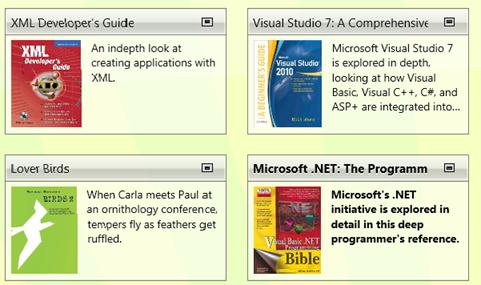 XML Developer's Guide
XML
Developer's
Guide
An indepth look at
creating applications with
XML.
Visual Studio 7: A Comprehensive
A BEGINNER'S GUIDE
Microsoft
Visual Studio
2010
Microsoft Visual Studio 7
is explored in depth,
looking at how Visual
Basic, Visual C++, C#, and
ASP+ are integrated into...
Lover Birds
BIRDS 2
When Carla meets Paul at
an ornithology conference,
tempers fly as feathers get
ruffled.
Microsoft .NET: The Programm
Visual Basic .NET
Programming
Bible
Microsoft's .NET
initiative is explored in
detail in this deep
programmer's reference.